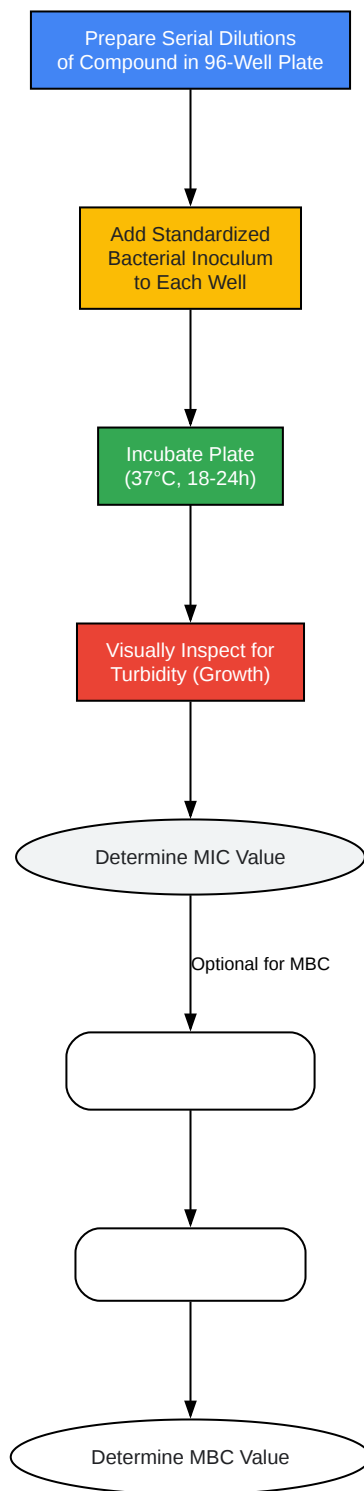 Prepare Serial Dilutions
of Compound in 96-Well Plate
Add Standardized
Bacterial Inoculum
to Each Well
Incubate Plate
(37°C, 18-24h)
Visually Inspect for
Turbidity (Growth)
Determine MIC Value
Optional for MBC
Determine MBC Value